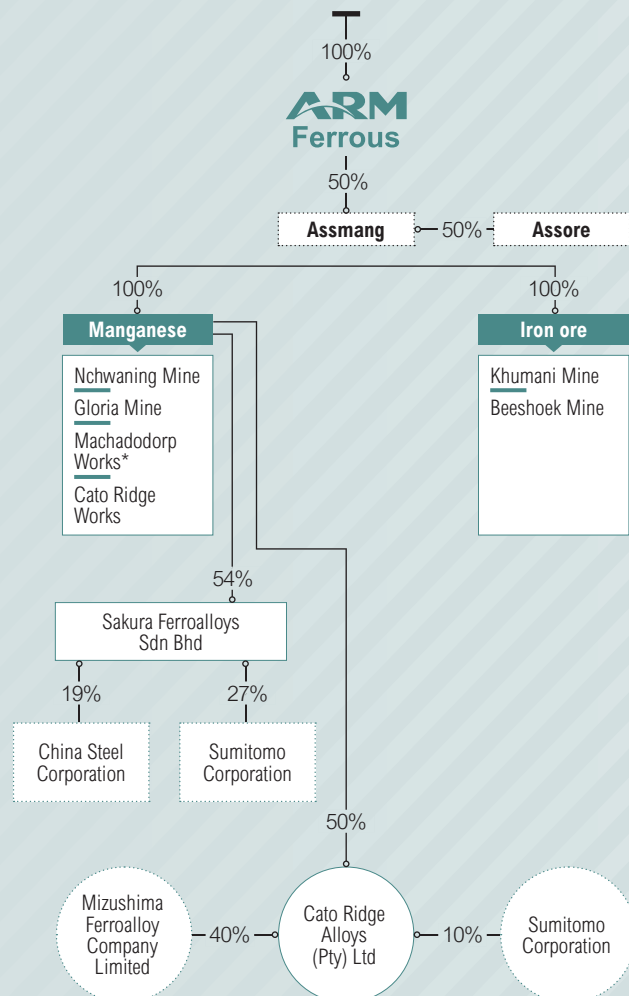 100%
ARM
Ferrous
50%
Assmang
50%
Assore
100%
100%
Manganese
Iron ore
Nchwaning Mine
Gloria Mine
Machadodorp
Works*
Cato Ridge
Works
Khumani Mine
Beeshoek Mine
54%
Sakura Ferroalloys
Sdn Bhd
19%
27%
China Steel
Corporation
Sumitomo
Corporation
50%
Mizushima
Ferroalloy
Company
Limited
40%
Cato Ridge
Alloys
(Pty) Ltd
10%
Sumitomo
Corporation